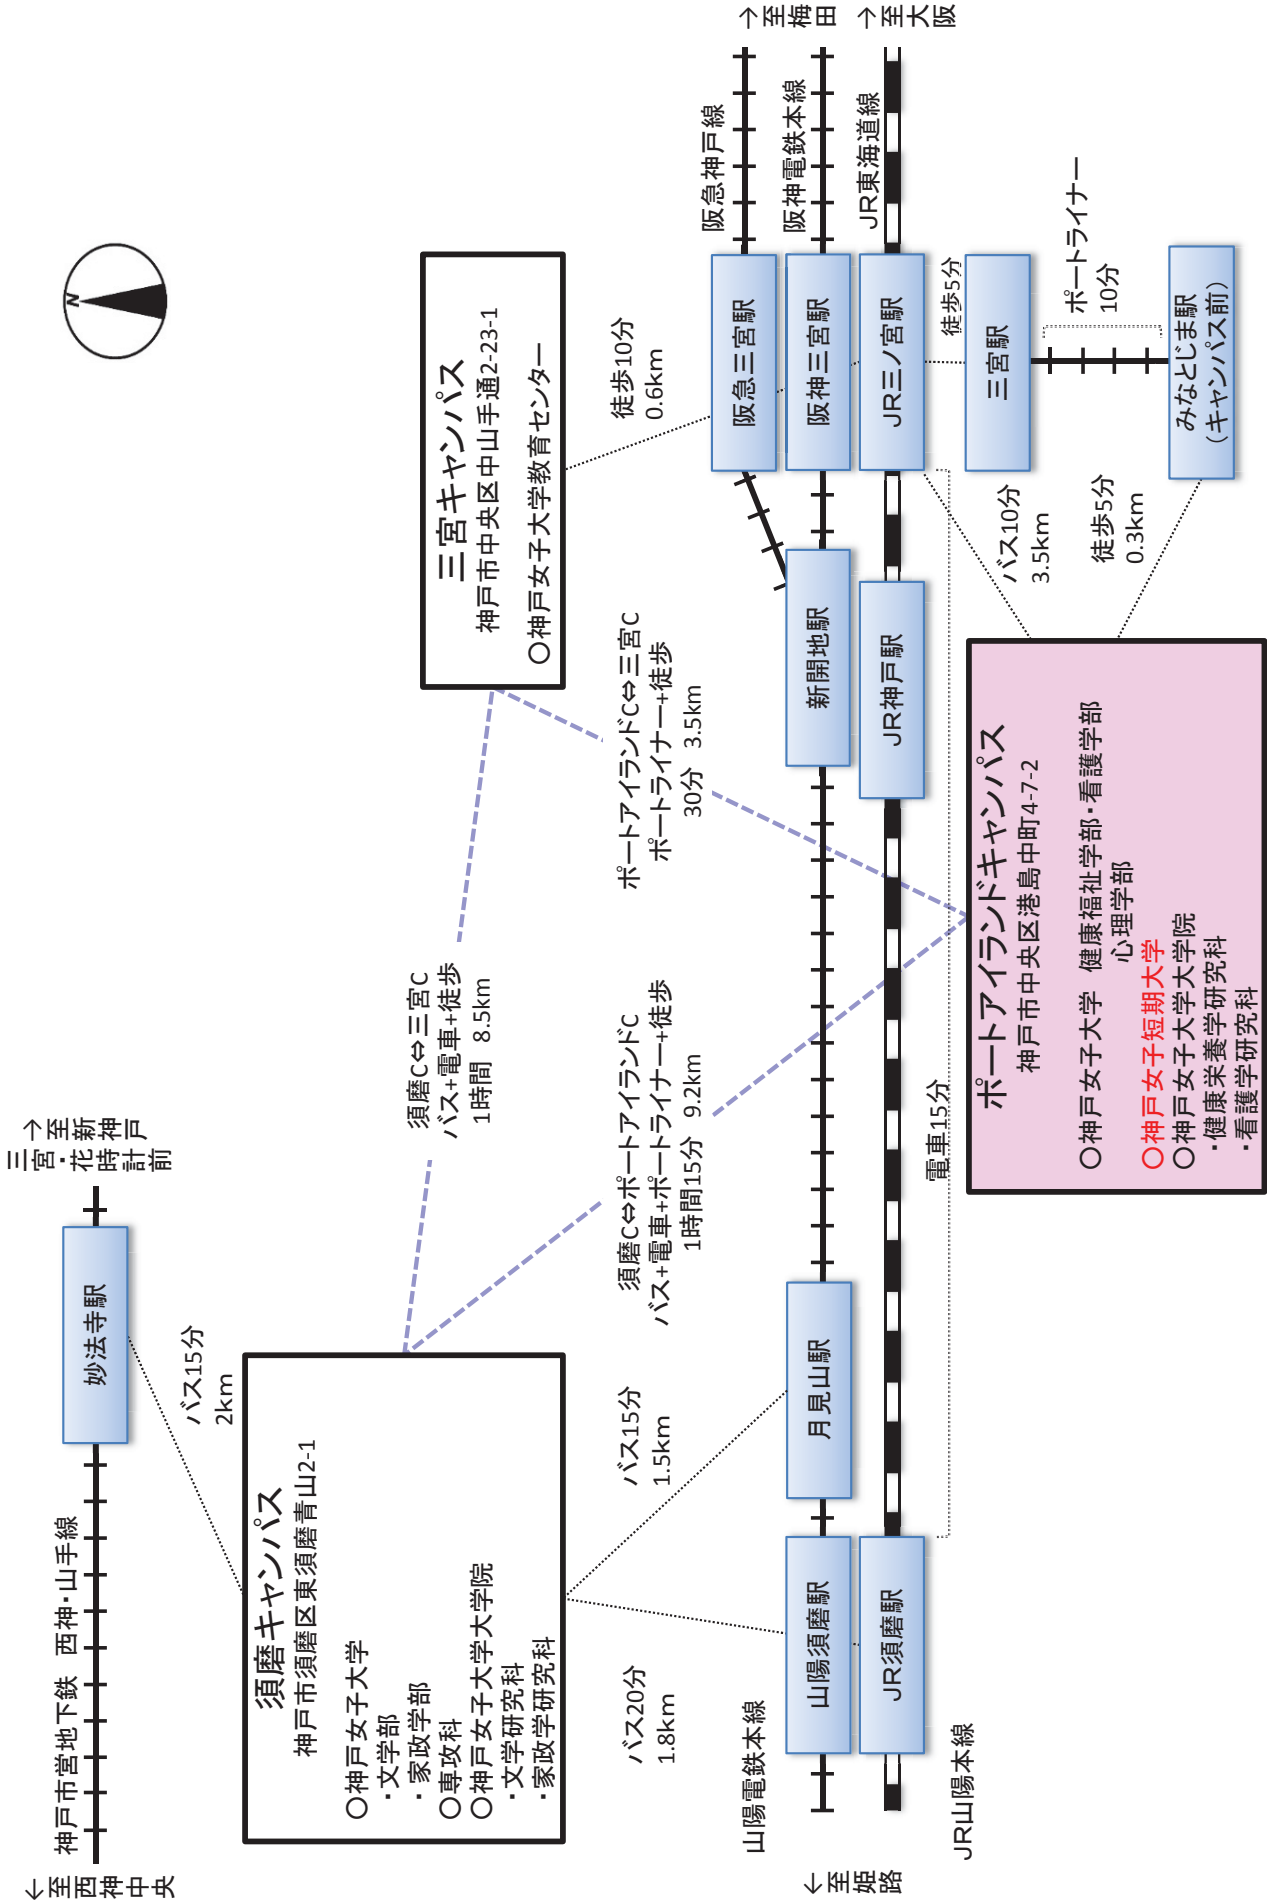 ←至西神中央
神戸市営地下鉄 西神・山手線
妙法寺駅
→至新神戸
三宮・花時計前
N
バス15分
2km
須磨キャンパス
神戸市須磨区東須磨青山2-1
○神戸女子大学
・文学部
・家政学部
○専攻科
○神戸女子大学大学院
・文学研究科
・家政学研究科
須磨C⇔三宮C
バス+電車+徒歩
1時間 8.5km
三宮キャンパス
神戸市中央区中山手通2-23-1
○神戸女子大学教育センター
徒歩10分
0.6km
バス20分
1.8km
バス15分
1.5km
須磨C⇔ポートアイランドC
バス+電車+ポートライナー+徒歩
1時間15分 9.2km
ポートアイランドC⇔三宮C
ポートライナー+徒歩
30分 3.5km
阪急神戸線
阪急三宮駅
→至梅田
山陽電鉄本線
山陽須磨駅
月見山駅
新開地駅
阪神三宮駅
阪神電鉄本線
←至姫路
JR須磨駅
JR神戸駅
JR三ノ宮駅
JR東海道線
→至大阪
JR山陽本線
電車15分
徒歩5分
三宮駅
ポートライナー
10分
バス10分
3.5km
徒歩5分
0.3km
みなとじま駅
(キャンパス前)
ポートアイランドキャンパス
神戸市中央区港島中町4-7-2
○神戸女子大学 健康福祉学部・看護学部
心理学部
○神戸女子短期大学
○神戸女子大学大学院
・健康栄養学研究科
・看護学研究科